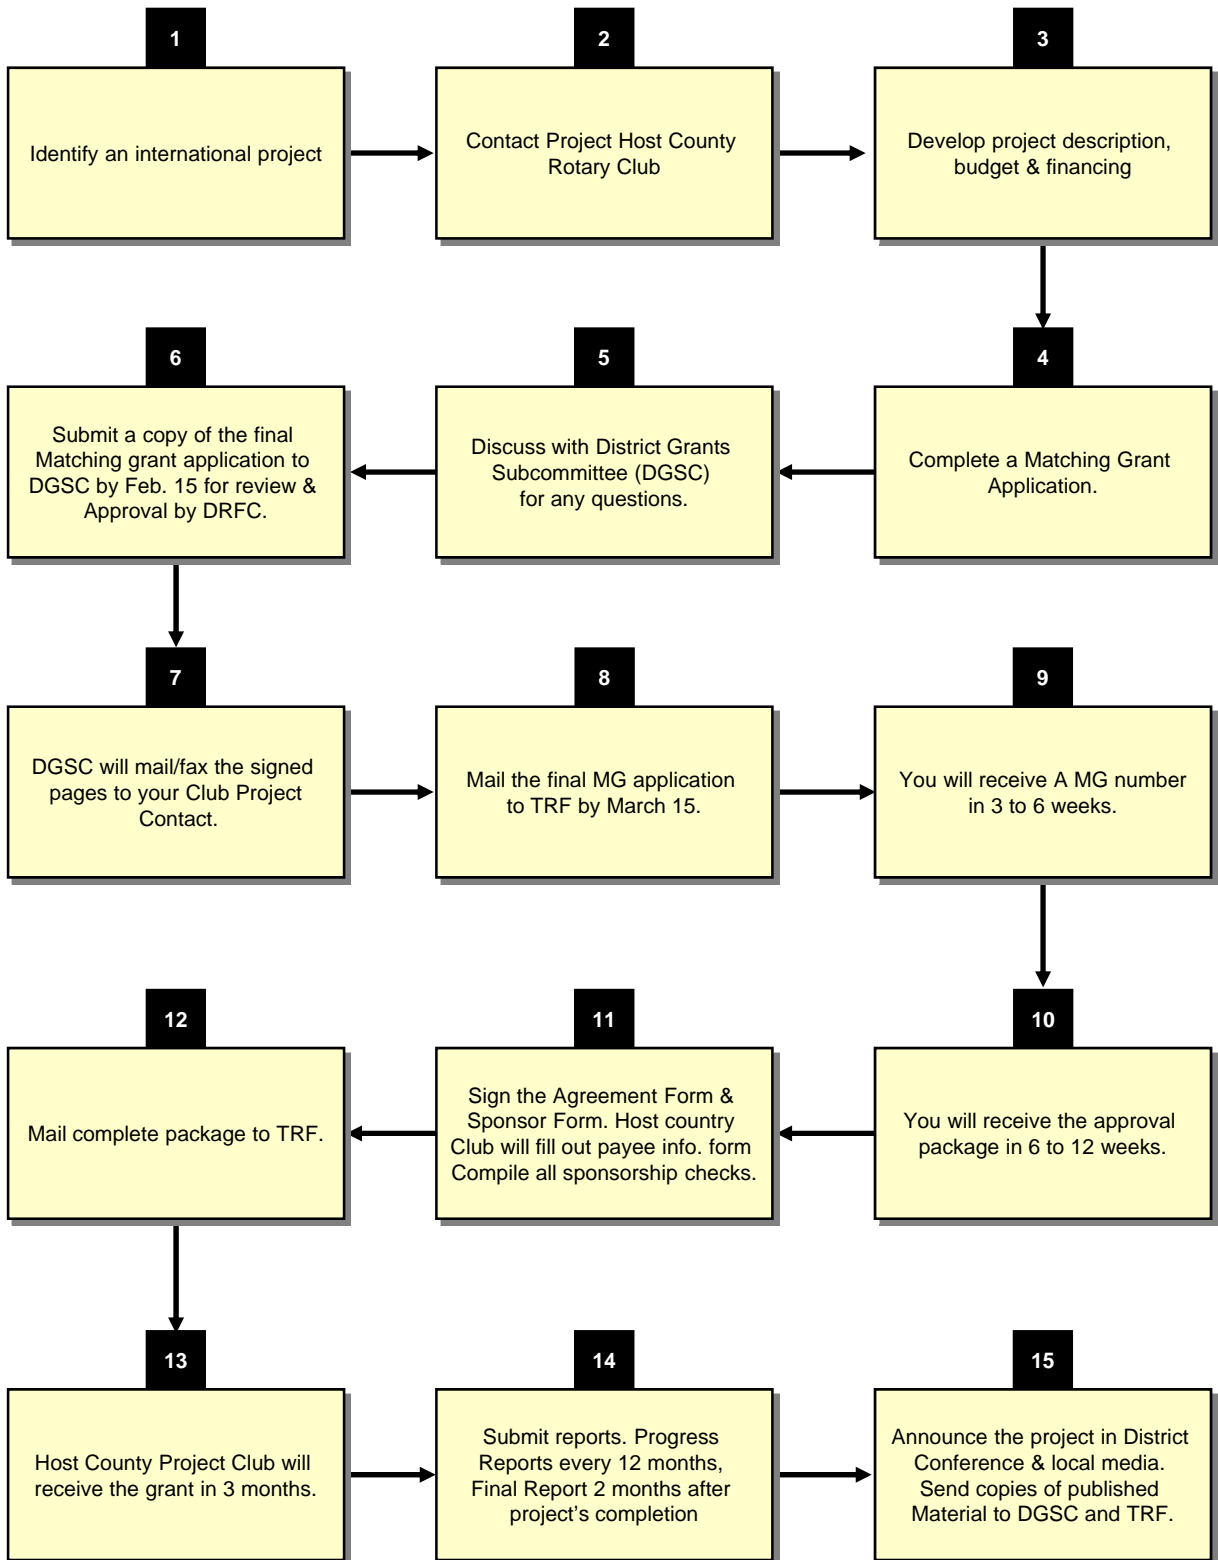 1
Identify an international project
2
Contact Project Host County
Rotary Club
3
Develop project description,
budget & financing
4
Complete a Matching Grant
Application.
5
Discuss with District Grants
Subcommittee (DGSC)
for any questions.
6
Submit a copy of the final
Matching grant application to
DGSC by Feb. 15 for review &
Approval by DRFC.
7
DGSC will mail/fax the signed
pages to your Club Project
Contact.
8
Mail the final MG application
to TRF by March 15.
9
You will receive A MG number
in 3 to 6 weeks.
10
You will receive the approval
package in 6 to 12 weeks.
11
Sign the Agreement Form &
Sponsor Form. Host country
Club will fill out payee info. form
Compile all sponsorship checks.
12
Mail complete package to TRF.
13
Host County Project Club will
receive the grant in 3 months.
14
Submit reports. Progress
Reports every 12 months,
Final Report 2 months after
project's completion
15
Announce the project in District
Conference & local media.
Send copies of published
Material to DGSC and TRF.